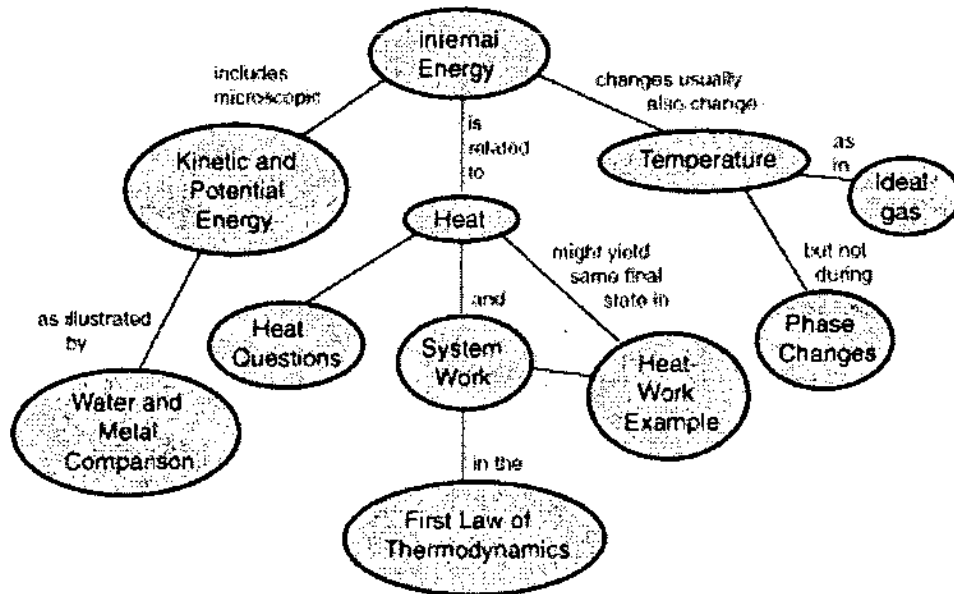 Internal
Energy
includes
microscopic
changes usually
also change
is
related
to
Kinetic and
Potential
Energy
Temperature
as
in
Ideal
gas
Heat
might yield
same final
state in
but not
during
as illustrated
by
and
Heat
Questions
System
Work
Heat-
Work
Example
Phase
Changes
Water and
Metal
Comparison
in the
First Law of
Thermodynamics